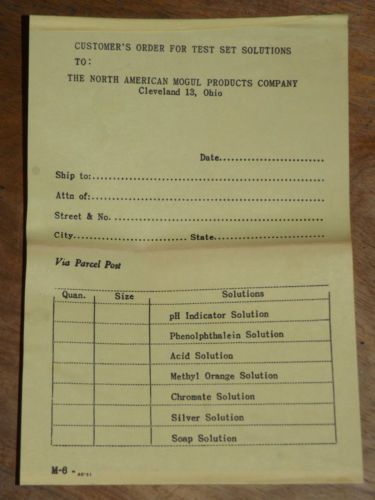 CUSTOMER'S ORDER FOR TEST SET SOLUTIONS
TO:
THE NORTH AMERICAN MOGUL PRODUCTS COMPANY
Cleveland 13, Ohio
Date
Ship to:
Attn of:
Street & No.
City State
Via Parcel Post
Quan. Size Solutions
pH Indicator Solution
Phenolphthalein Solution
Acid Solution
Methyl Orange Solution
Chromate Solution
Silver Solution
Soap Solution
M-6 -